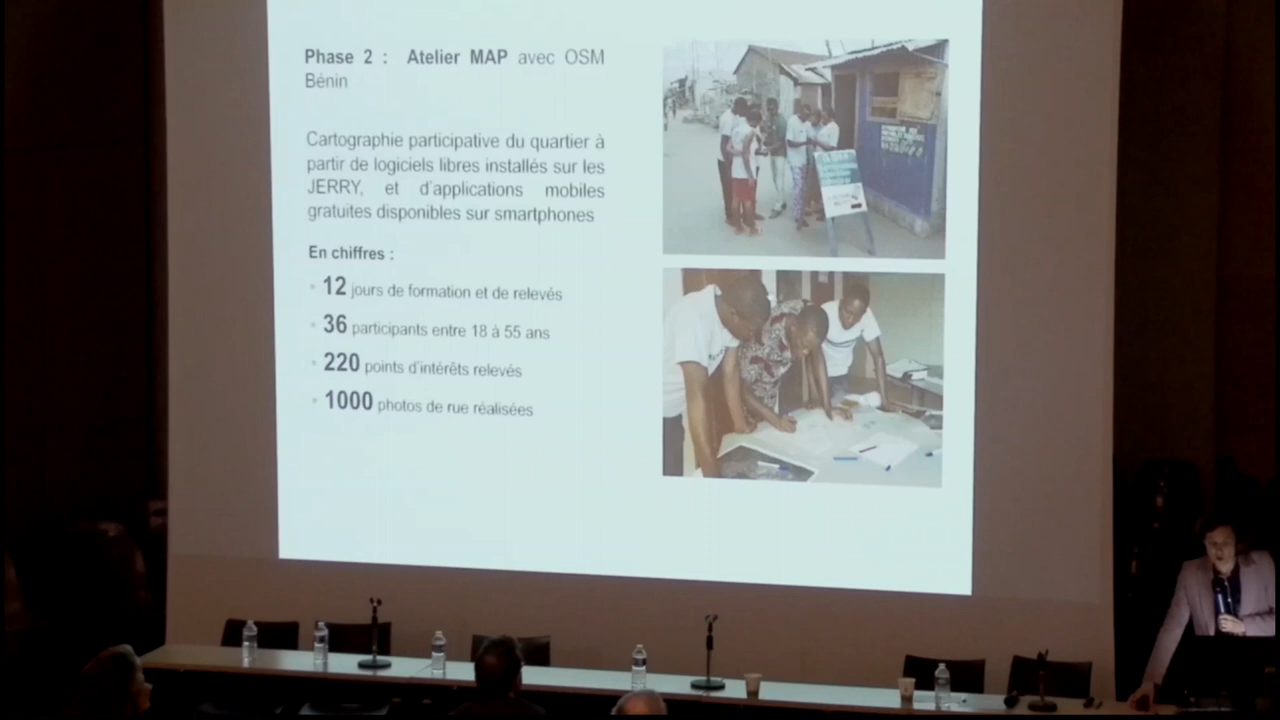 Phase 2 : Atelier MAP avec OSM
Bénin
Cartographie participative du quartier à
partir de logiciels libres installés sur les
JERRY, et d'applications mobiles
gratuites disponibles sur smartphones
En chiffres :
12 jours de formation et de relevés
36 participants entre 18 à 55 ans
220 points d'intérêts relevés
1000 photos de rue réalisées